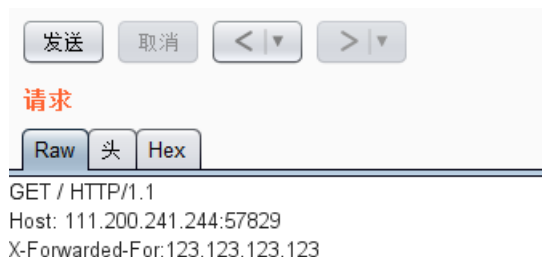 发送 取消 < ▼ > ▼
请求
Raw 头 Hex
GET / HTTP/1.1
Host: 111.200.241.244:57829
X-Forwarded-For:123.123.123.123